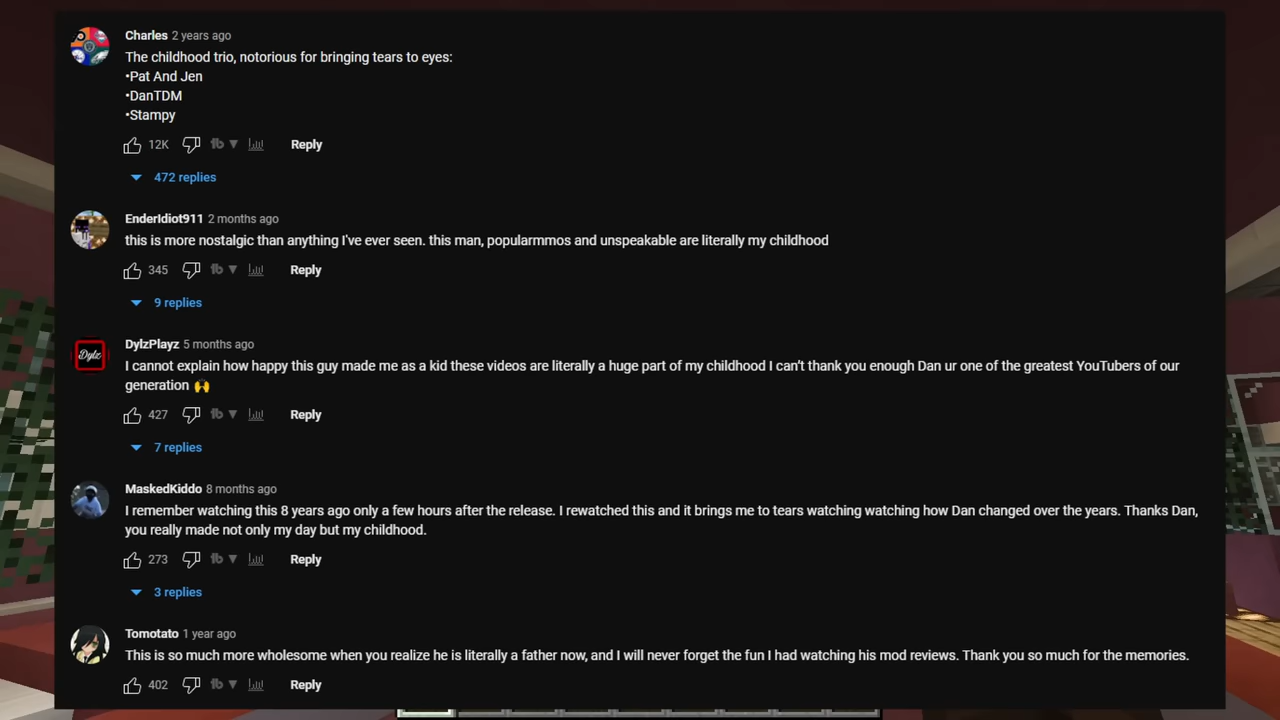 Charles 2 years ago
The childhood trio, notorious for bringing tears to eyes:
•Pat And Jen
•DanTDM
•Stampy
12K Reply
472 replies
EnderIdiot911 2 months ago
this is more nostalgic than anything I've ever seen. this man, popularmmos and unspeakable are literally my childhood
345 Reply
9 replies
Dylz
DylzPlayz 5 months ago
I cannot explain how happy this guy made me as a kid these videos are literally a huge part of my childhood I can't thank you enough Dan ur one of the greatest YouTubers of our
generation 🙌
427 Reply
7 replies
MaskedKiddo 8 months ago
I remember watching this 8 years ago only a few hours after the release. I rewatched this and it brings me to tears watching watching how Dan changed over the years. Thanks Dan,
you really made not only my day but my childhood.
273 Reply
3 replies
Tomotato 1 year ago
This is so much more wholesome when you realize he is literally a father now, and I will never forget the fun I had watching his mod reviews. Thank you so much for the memories.
402 Reply